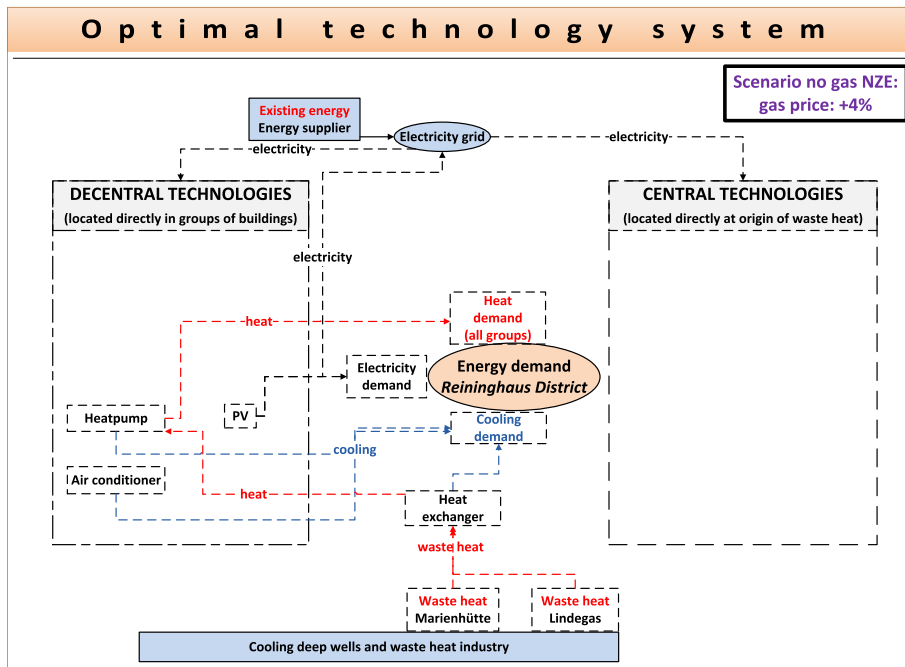 Optimal technology system
Scenario no gas NZE:
gas price: +4%
Existing energy
Energy supplier
Electricity grid
electricity
electricity
DECENTRAL TECHNOLOGIES
(located directly in groups of buildings)
CENTRAL TECHNOLOGIES
(located directly at origin of waste heat)
electricity
Heat
demand
(all groups)
heat
Electricity
demand
Energy demand
Reininghaus District
Heatpump
PV
Cooling
demand
cooling
Air conditioner
heat
Heat
exchanger
waste heat
Waste heat
Marienhütte
Waste heat
Lindegas
Cooling deep wells and waste heat industry